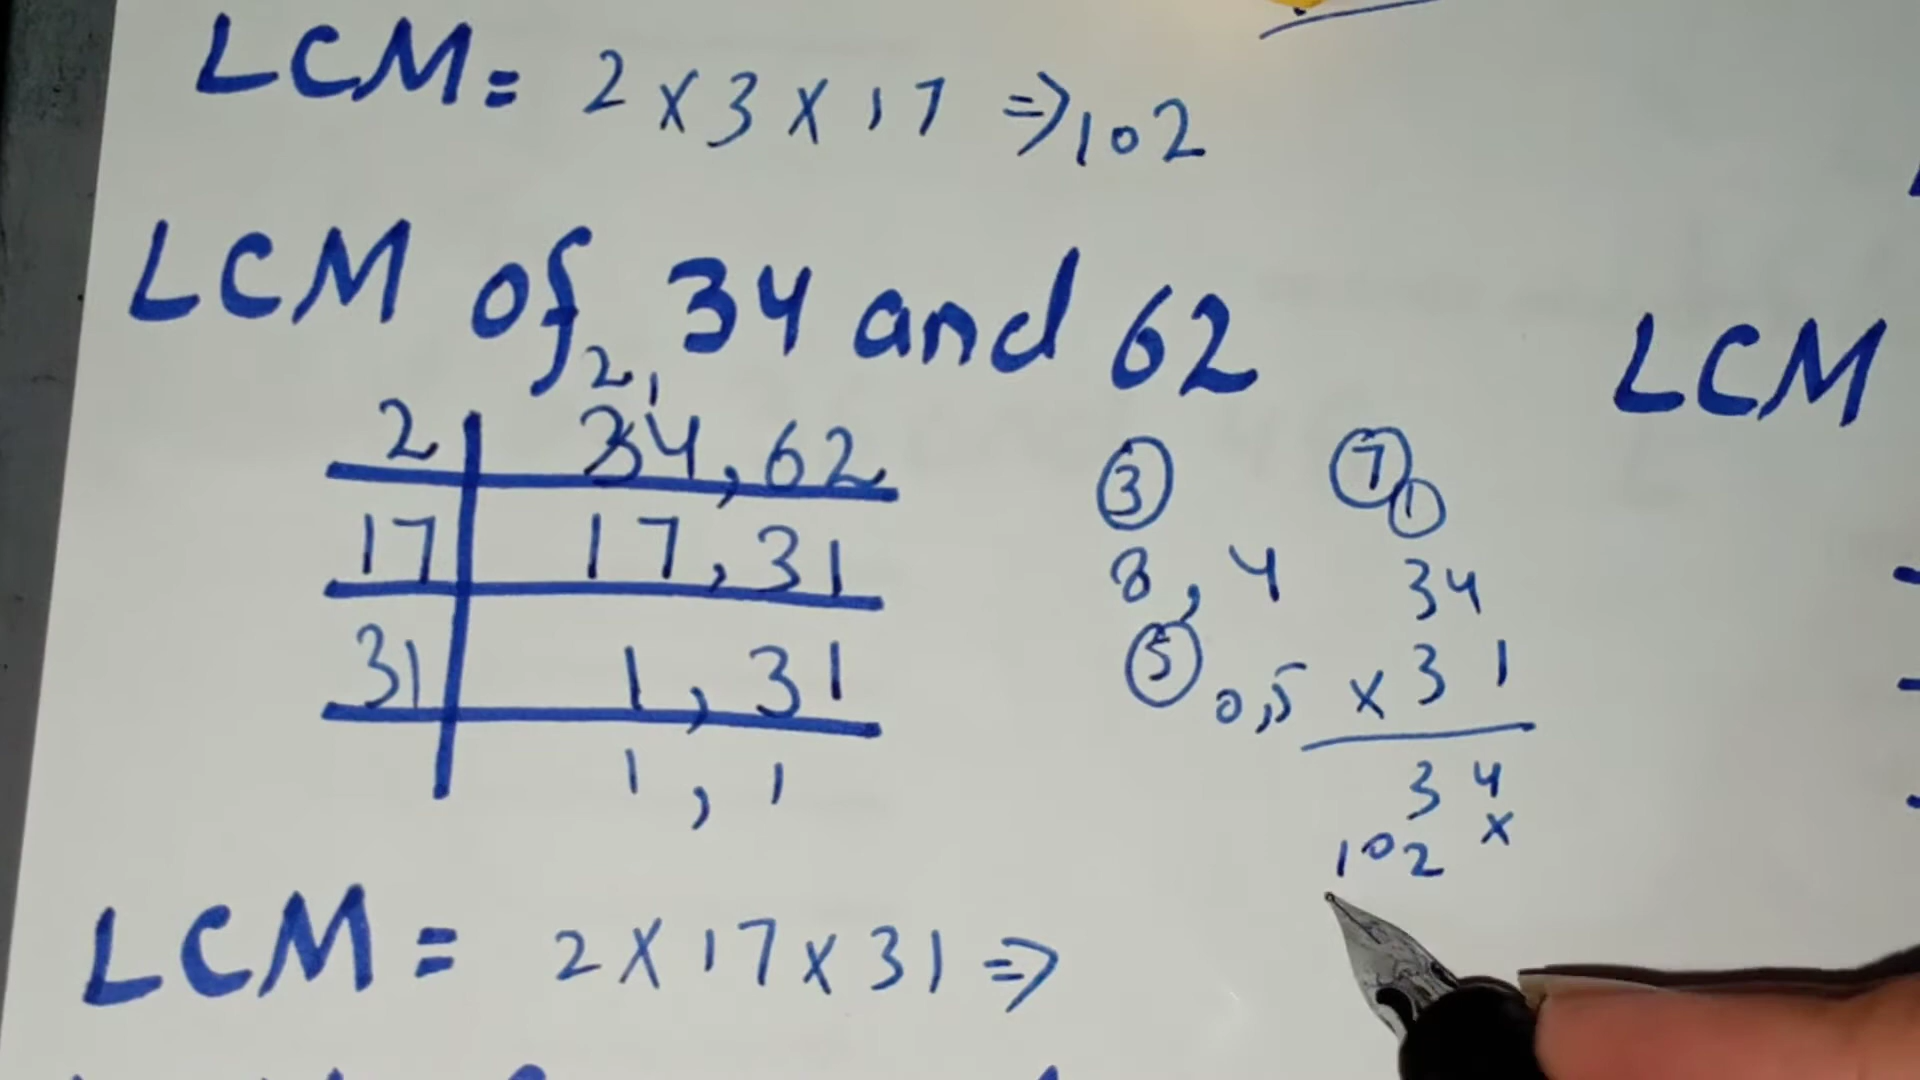 LCM = 2 x 3 x 17 ⇒ 102
LCM of 34 and 62
2, 1
2 | 34, 62
17 | 17, 31
31 | 1, 31
1, 1
3
8, 4
5 0,5
7 1
34
x 31
34
102 x
LCM = 2 x 17 x 31 ⇒
LCM